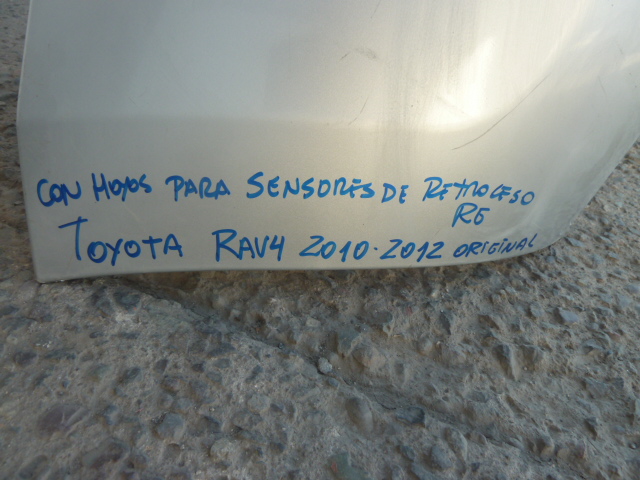 CON HOYOS PARA SENSORES DE RETROCESO
RE
TOYOTA RAV4 2010-2012 ORIGINAL